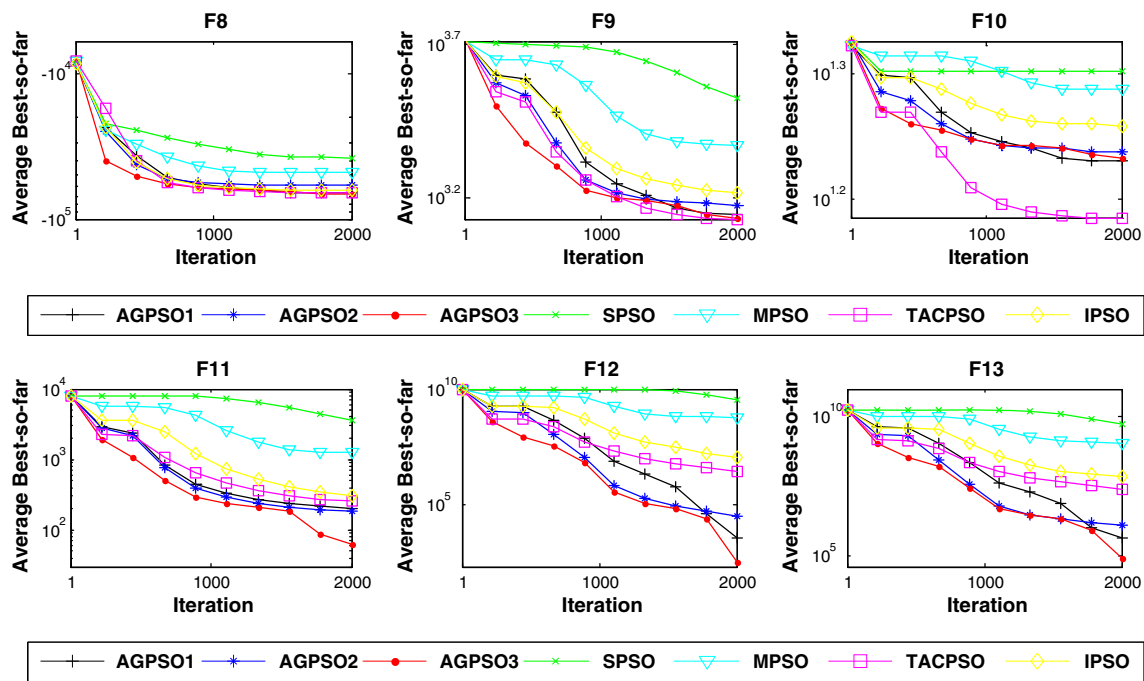 F8
Average Best-so-far
-10^4
-10^5
1
1000
2000
Iteration
F9
Average Best-so-far
10^3.7
10^3.2
1
1000
2000
Iteration
F10
Average Best-so-far
10^1.3
10^1.2
1
1000
2000
Iteration
AGPSO1 AGPSO2 AGPSO3 SPSO MPSO TACPSO IPSO
F11
Average Best-so-far
10^4
10^3
10^2
1
1000
2000
Iteration
F12
Average Best-so-far
10^10
10^5
1
1000
2000
Iteration
F13
Average Best-so-far
10^10
10^5
1
1000
2000
Iteration
AGPSO1 AGPSO2 AGPSO3 SPSO MPSO TACPSO IPSO